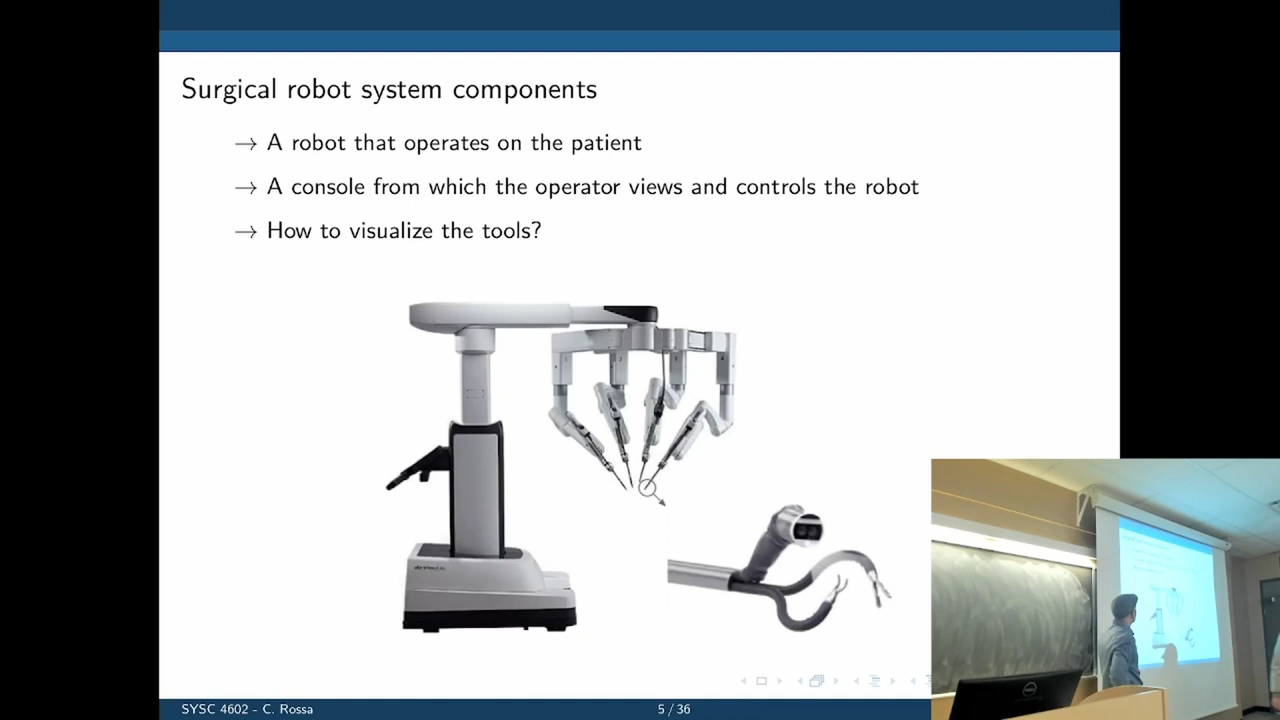 Surgical robot system components
→ A robot that operates on the patient
→ A console from which the operator views and controls the robot
→ How to visualize the tools?
SYSC 4602 - C. Rossa
5 / 36
DELL